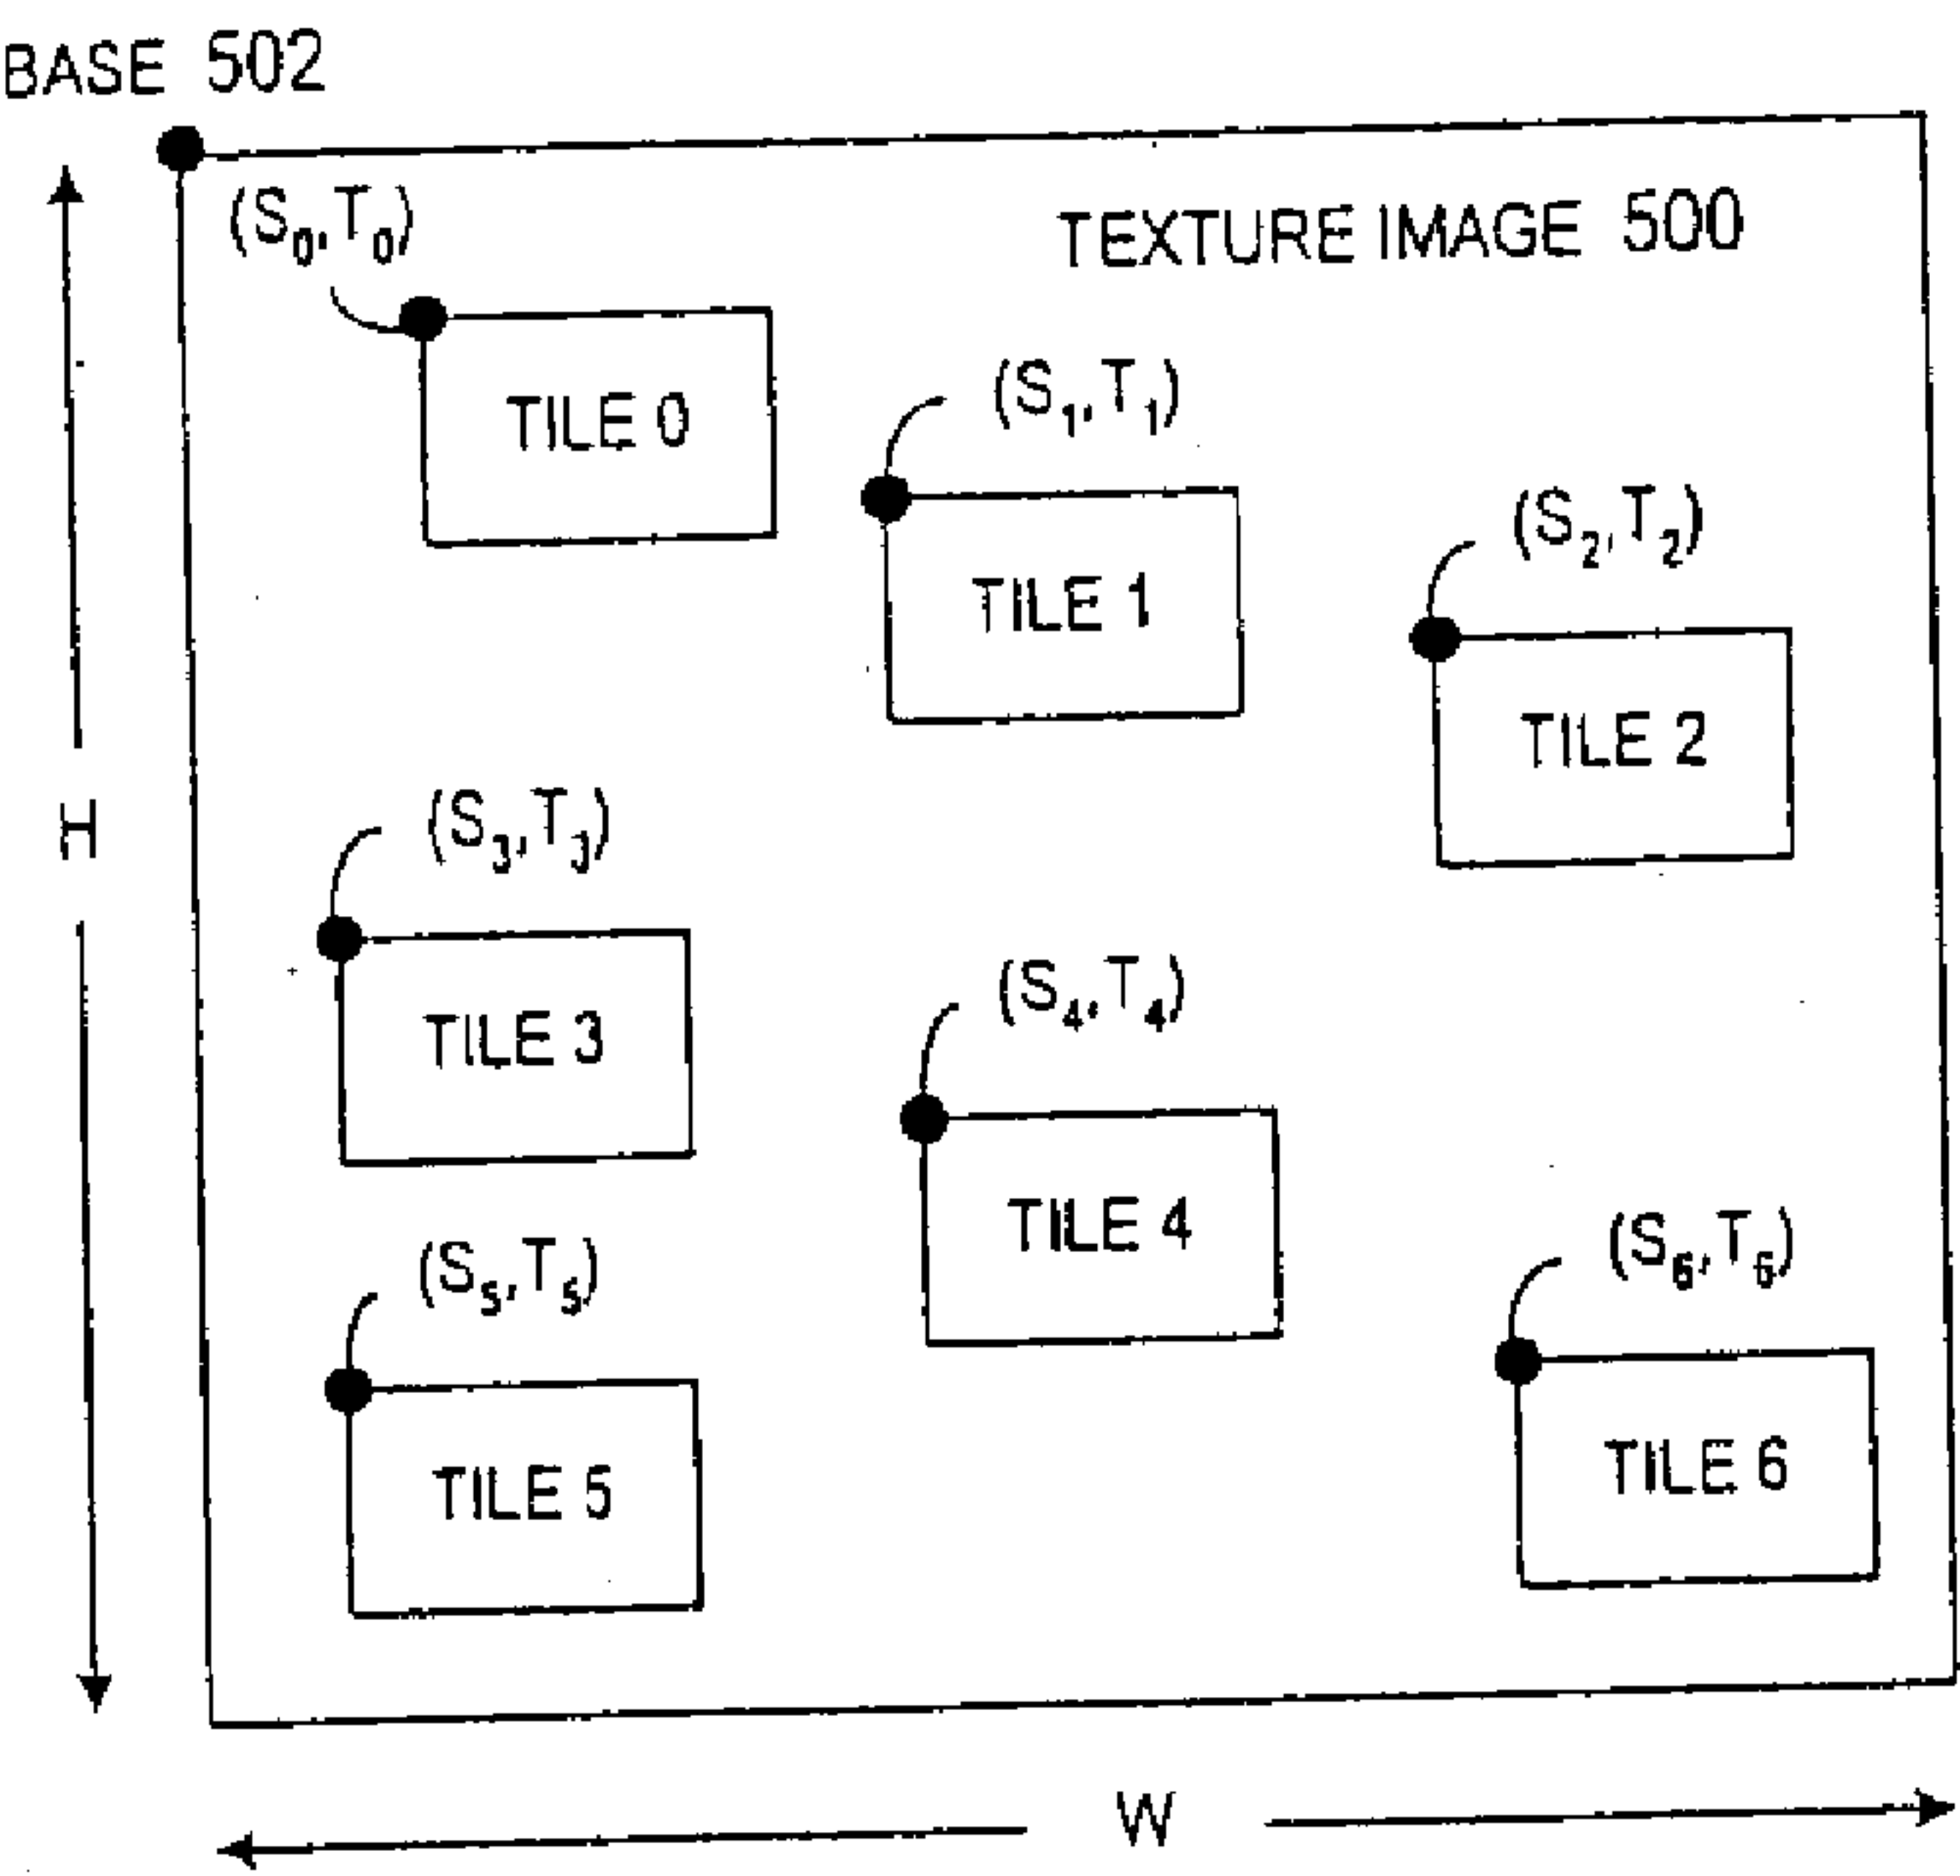 BASE 502
(S₀,T₀)
TEXTURE IMAGE 500
TILE 0
(S₁,T₁)
TILE 1
(S₂,T₂)
TILE 2
H
(S₃,T₃)
TILE 3
(S₄,T₄)
TILE 4
(S₅,T₅)
TILE 5
(S₆,T₆)
TILE 6
W